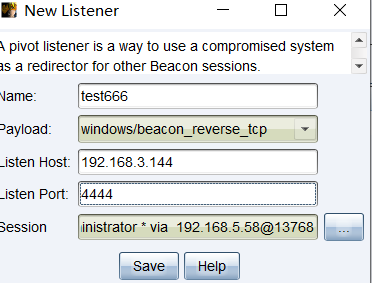 New Listener
A pivot listener is a way to use a compromised system
as a redirector for other Beacon sessions.
Name: test666
Payload: windows/beacon_reverse_tcp
Listen Host: 192.168.3.144
Listen Port: 4444
Session inistrator * via 192.168.5.58@13768 ...
Save Help